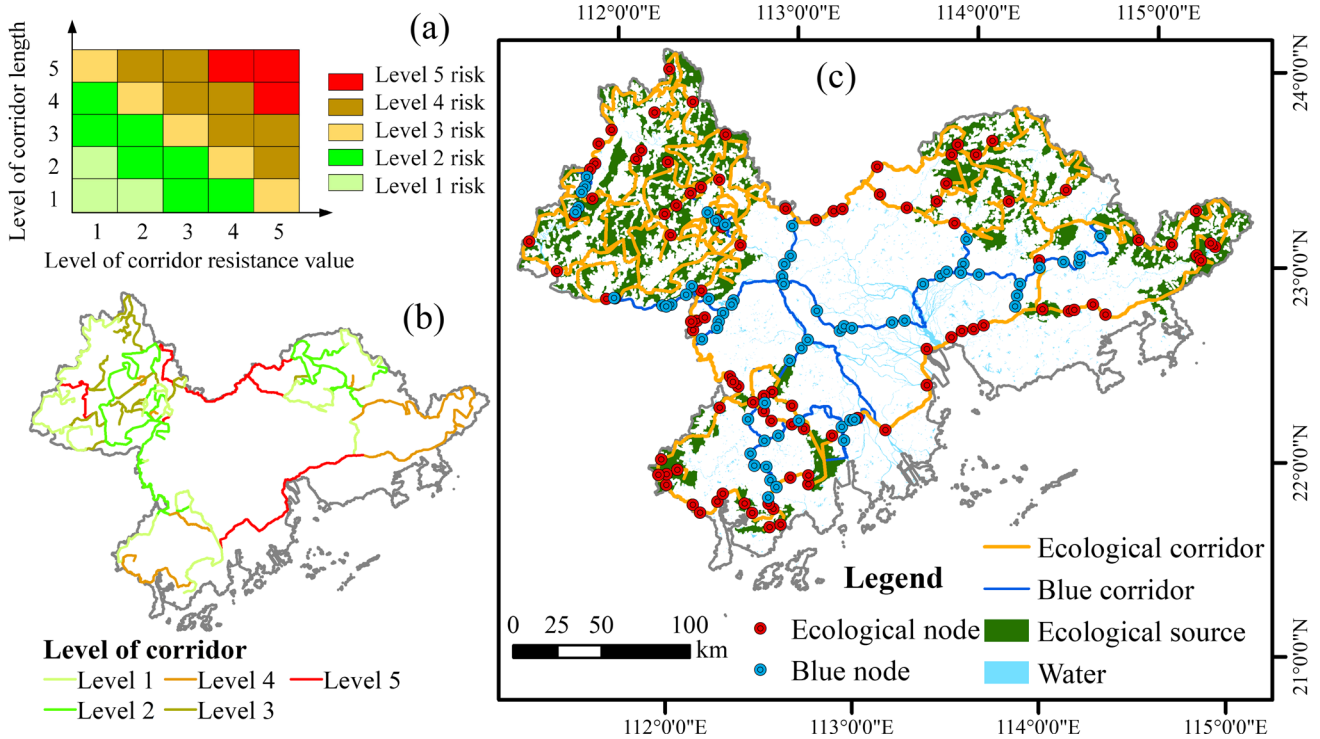 (a)
Level of corridor length
5
4
3
2
1
1 2 3 4 5
Level of corridor resistance value
Level 5 risk
Level 4 risk
Level 3 risk
Level 2 risk
Level 1 risk
(b)
Level of corridor
Level 1 Level 4 Level 5
Level 2 Level 3
(c)
112°0'0"E 113°0'0"E 114°0'0"E 115°0'0"E
24°0'0"N
23°0'0"N
22°0'0"N
21°0'0"N
Legend
Ecological corridor
Blue corridor
Ecological node Ecological source
Blue node Water
0 25 50 100
km
112°0'0"E 113°0'0"E 114°0'0"E 115°0'0"E